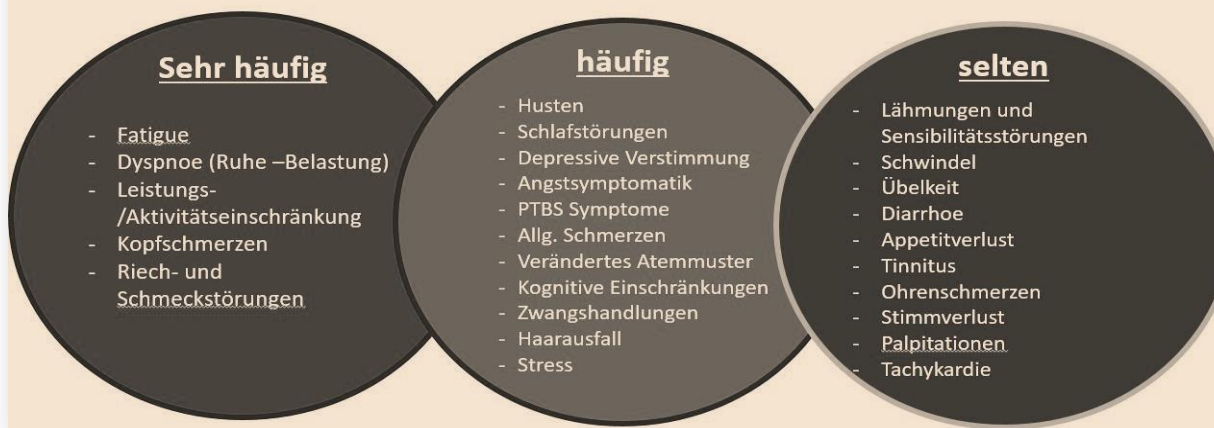 Sehr häufig
- Fatigue
- Dyspnoe (Ruhe –Belastung)
- Leistungs-
/Aktivitätseinschränkung
- Kopfschmerzen
- Riech- und
Schmeckstörungen
häufig
- Husten
- Schlafstörungen
- Depressive Verstimmung
- Angstsymptomatik
- PTBS Symptome
- Allg. Schmerzen
- Verändertes Atemmuster
- Kognitive Einschränkungen
- Zwangshandlungen
- Haarausfall
- Stress
selten
- Lähmungen und
Sensibilitätsstörungen
- Schwindel
- Übelkeit
- Diarrhoe
- Appetitverlust
- Tinnitus
- Ohrenschmerzen
- Stimmverlust
- Palpitationen
- Tachykardie